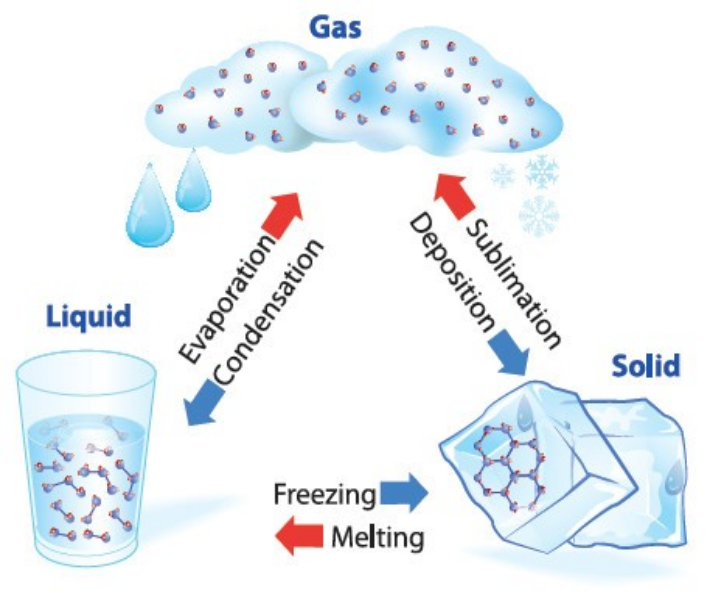 Gas
Evaporation
Condensation
Deposition
Sublimation
Liquid
Solid
Freezing
Melting